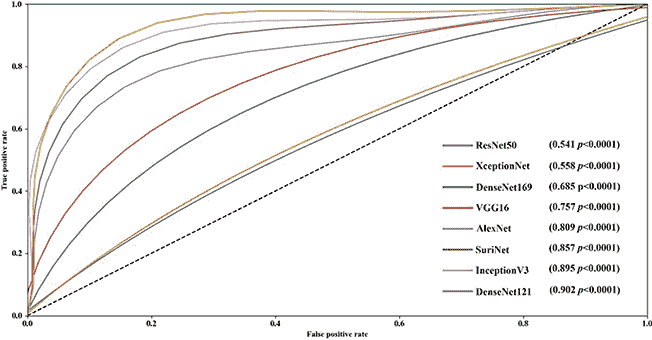 1.0
0.8
0.6
0.4
0.2
0.0
True positive rate
ResNet50 (0.541 p<0.0001)
XceptionNet (0.558 p<0.0001)
DenseNet169 (0.685 p<0.0001)
VGG16 (0.757 p<0.0001)
AlexNet (0.809 p<0.0001)
SuriNet (0.857 p<0.0001)
InceptionV3 (0.895 p<0.0001)
DenseNet121 (0.902 p<0.0001)
0.0 0.2 0.4 0.6 0.8 1.0
False positive rate